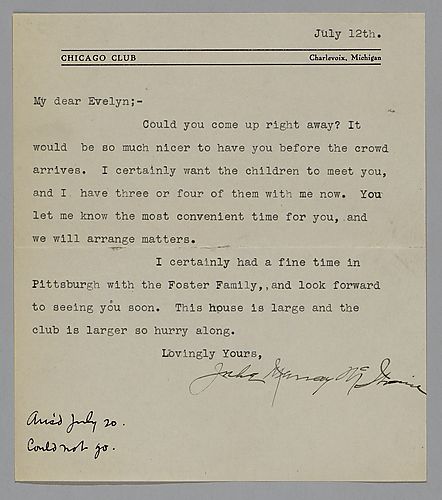 July 12th.
CHICAGO CLUB Charlevoix, Michigan
My dear Evelyn;-
Could you come up right away? It
would be so much nicer to have you before the crowd
arrives. I certainly want the children to meet you,
and I have three or four of them with me now. You
let me know the most convenient time for you, and
we will arrange matters.
I certainly had a fine time in
Pittsburgh with the Foster Family,,and look forward
to seeing you soon. This house is large and the
club is larger so hurry along.
Lovingly Yours,
Murray
Ans'd July 20.
Could not go.